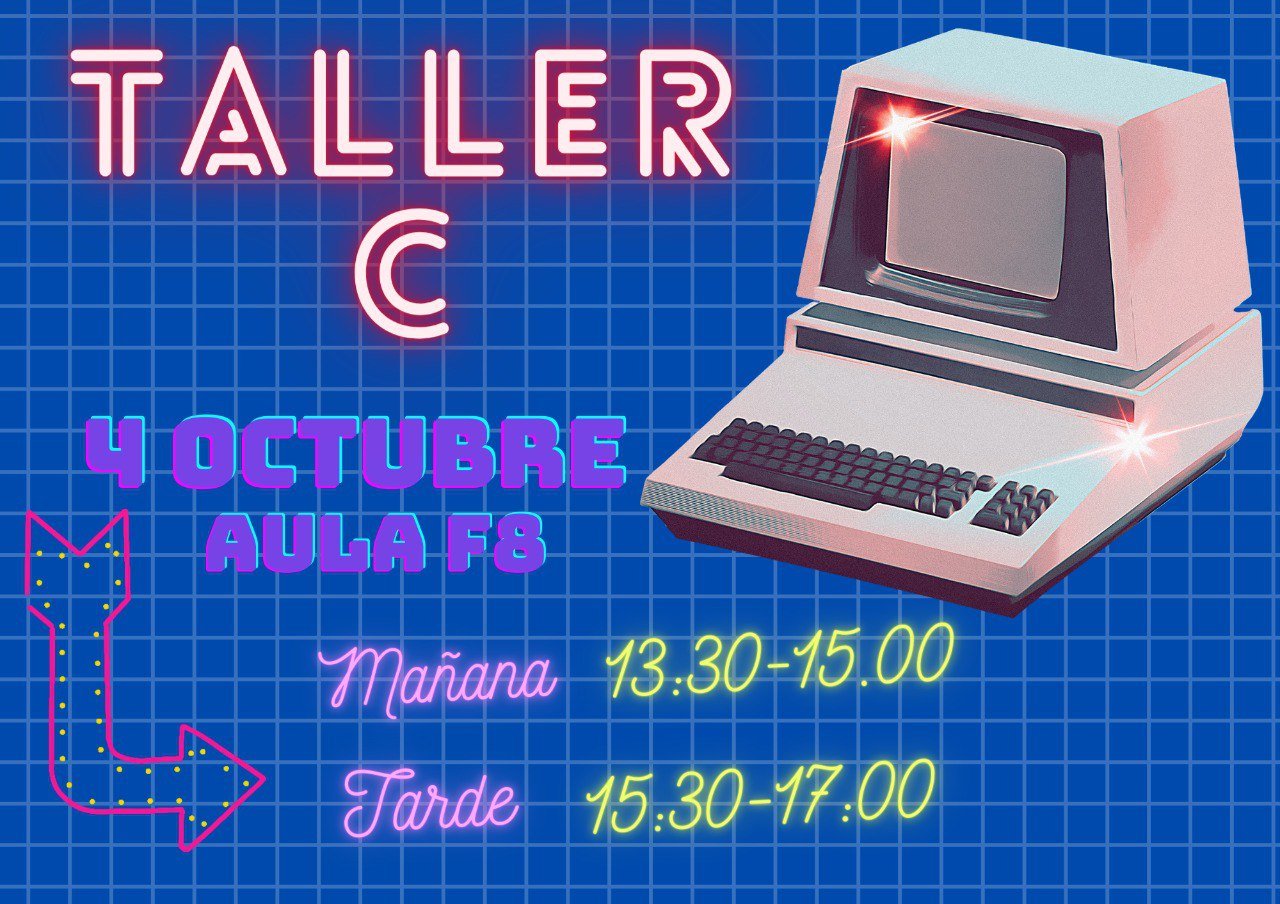 TALLER
C
4 OCTUBRE
AULA F8
Mañana 13:30-15.00
Tarde 15:30-17:00